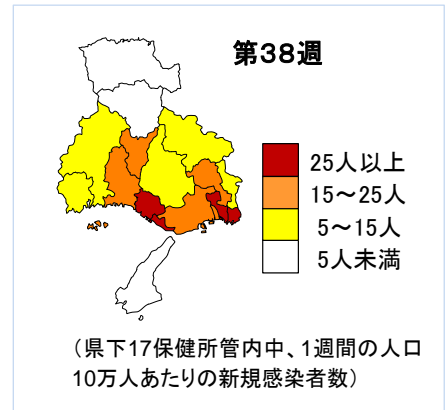 第38週
25人以上
15～25人
5～15人
5人未満
（県下17保健所管内中、1週間の人口
10万人あたりの新規感染者数）